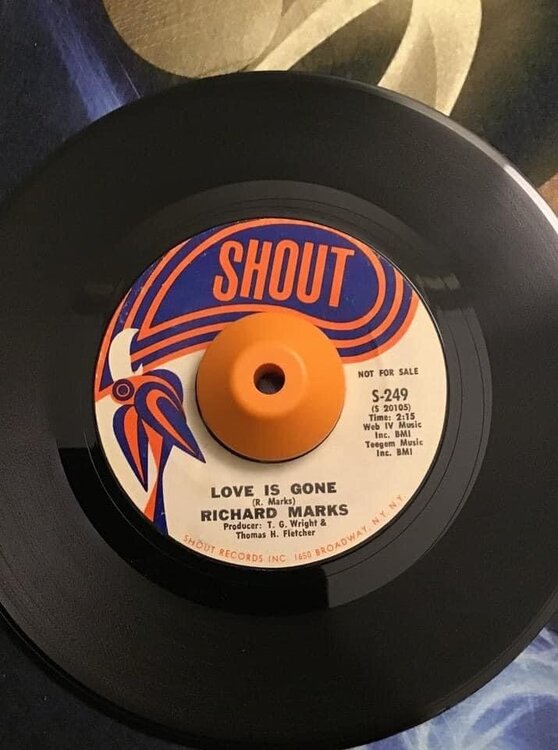 SHOUT
NOT FOR SALE
S-249
(S 20105)
Time: 2:15
Web IV Music
Inc. BMI
Teegem Music
Inc. BMI
LOVE IS GONE
(R. Marks)
RICHARD MARKS
Producer: T. G. Wright &
Thomas H. Fletcher
SHOUT RECORDS INC. 1650 BROADWAY, N.Y. N.Y.